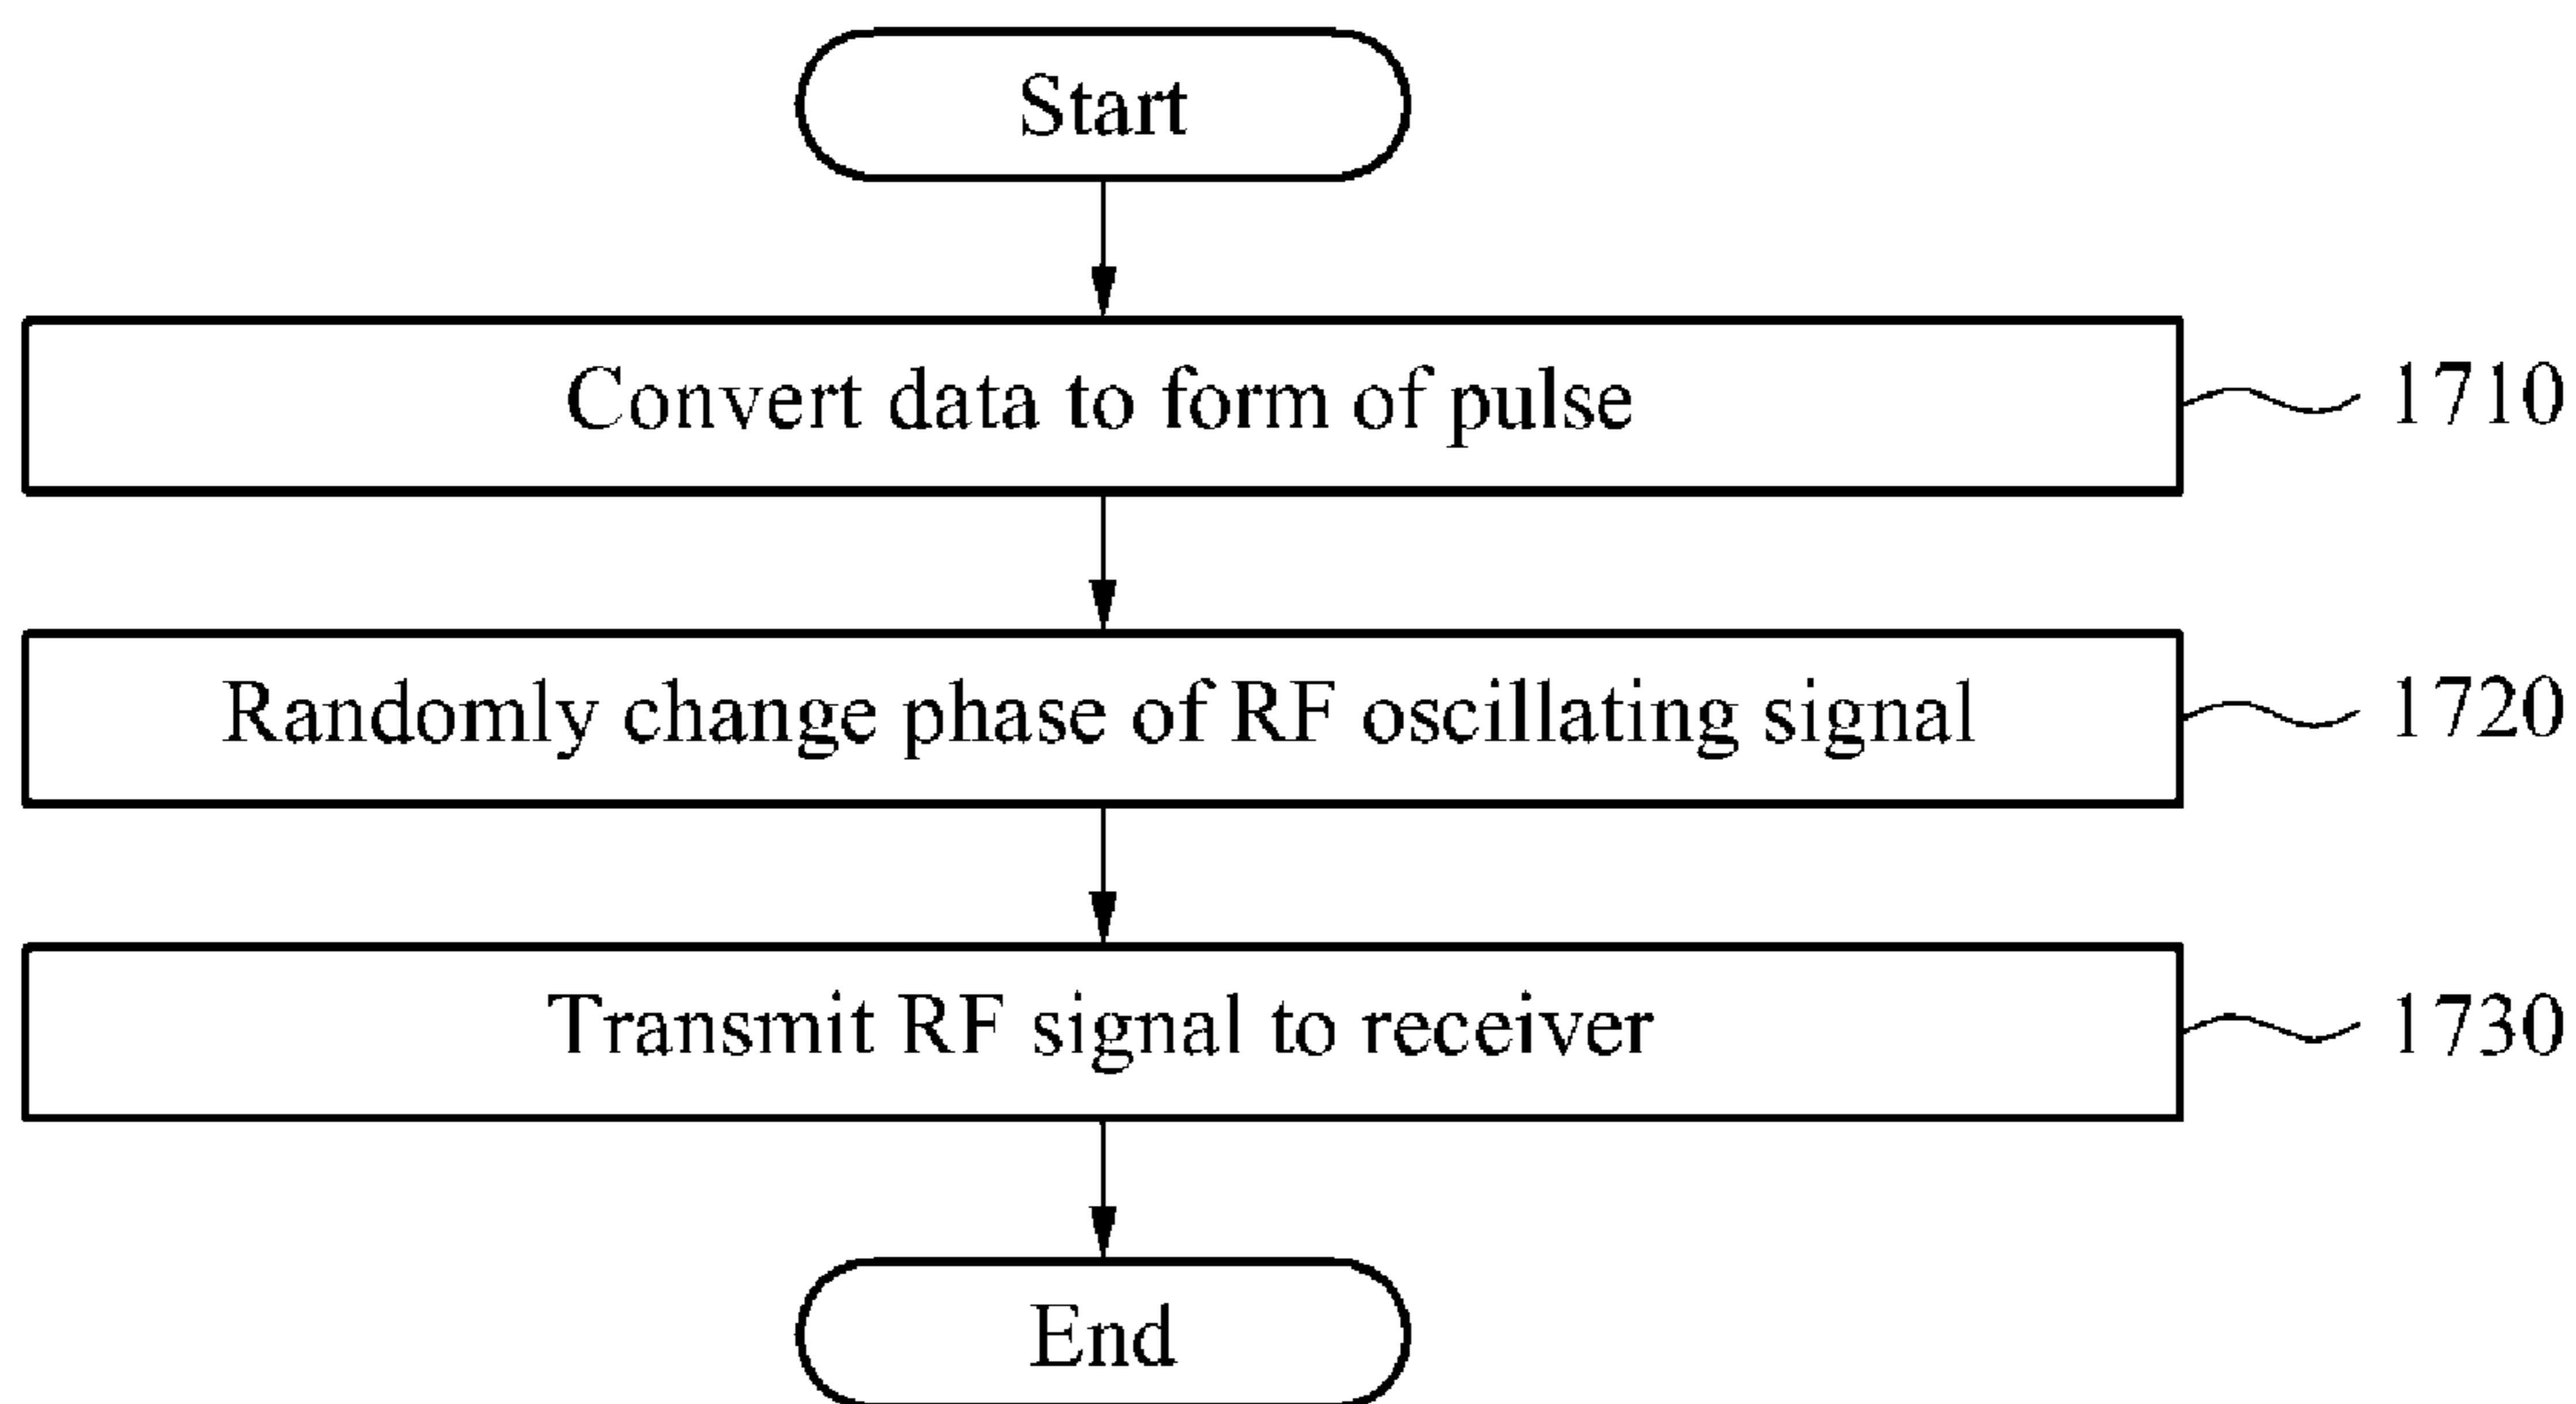 Start
Convert data to form of pulse
1710
Randomly change phase of RF oscillating signal
1720
Transmit RF signal to receiver
1730
End